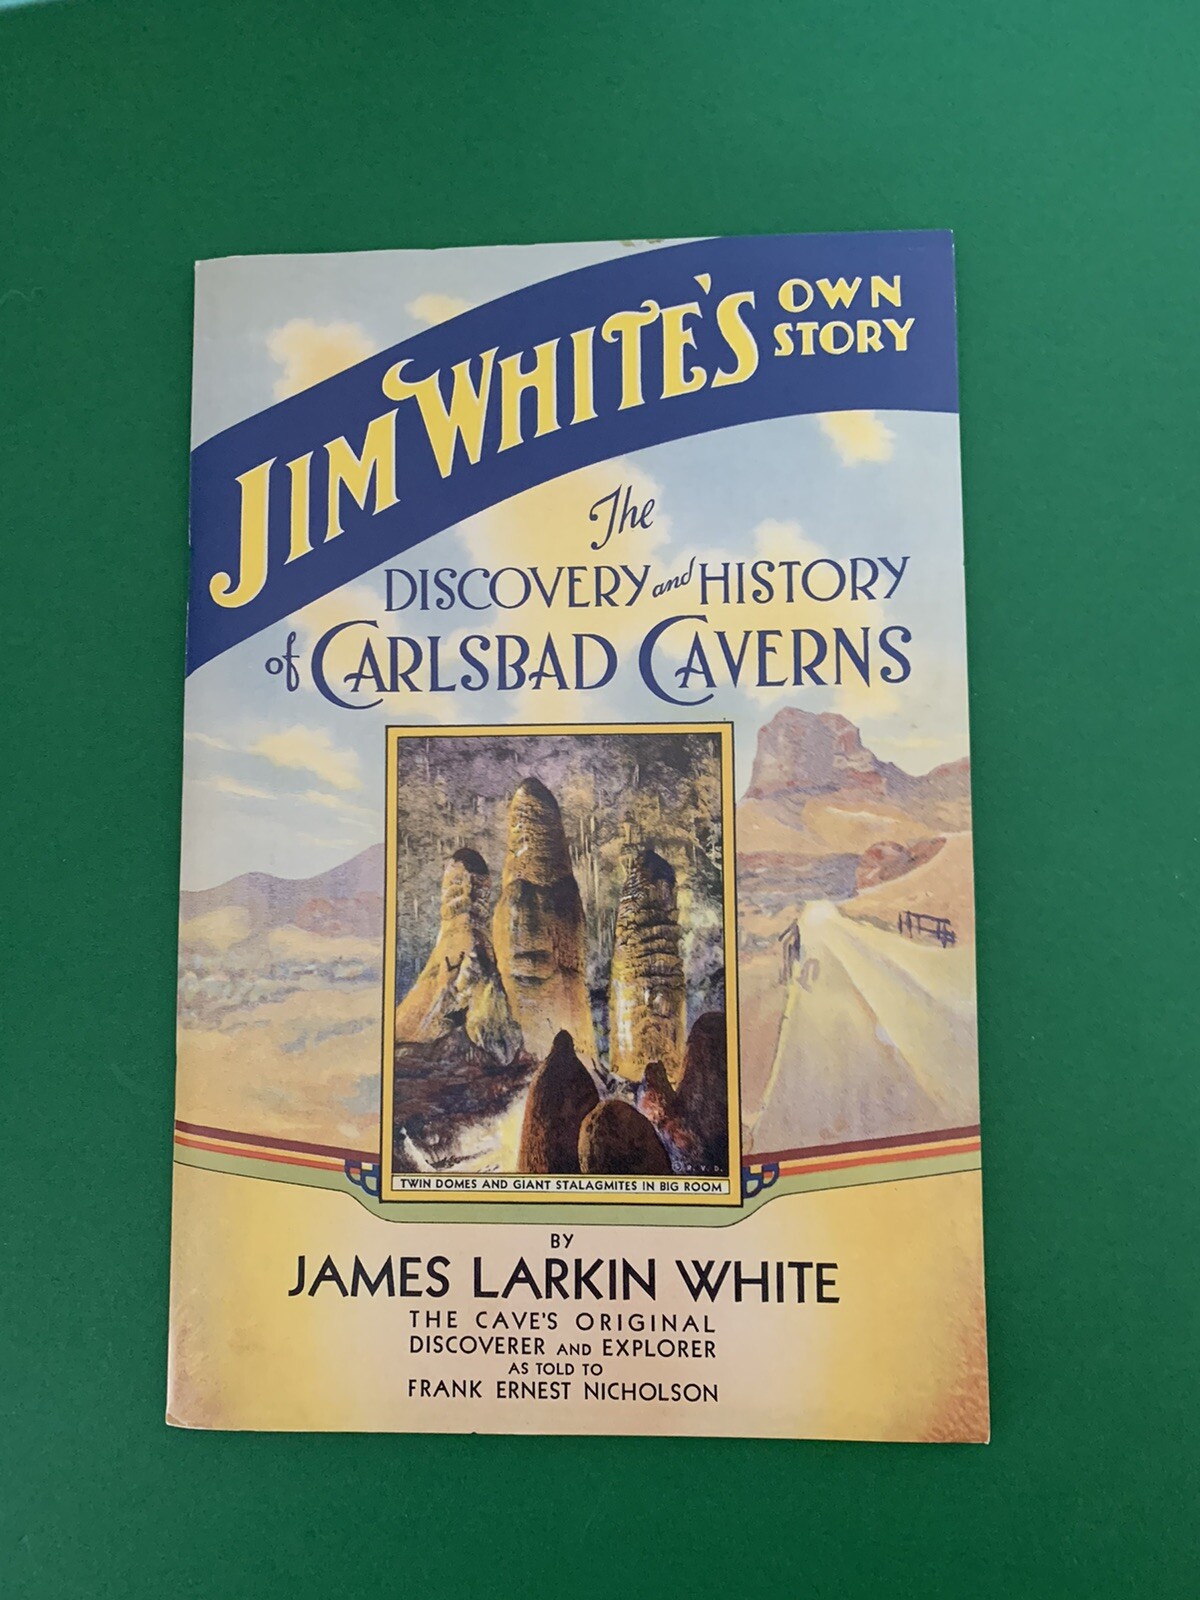 JIM WHITE'S OWN STORY
The
DISCOVERY and HISTORY
of CARLSBAD CAVERNS
© R. V. D.
TWIN DOMES AND GIANT STALAGMITES IN BIG ROOM
BY
JAMES LARKIN WHITE
THE CAVE'S ORIGINAL
DISCOVERER AND EXPLORER
AS TOLD TO
FRANK ERNEST NICHOLSON